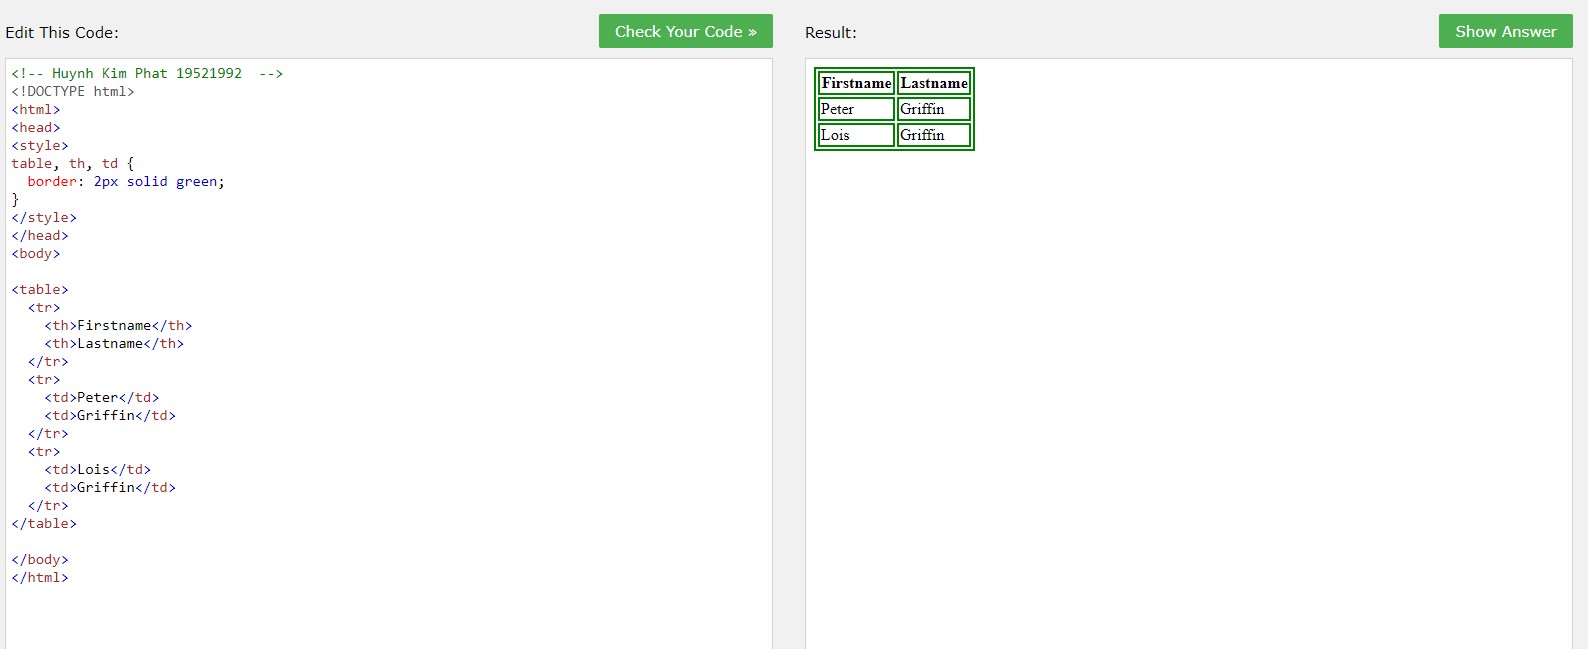 Edit This Code:
Check Your Code »
<!-- Huynh Kim Phat 19521992  -->
<!DOCTYPE html>
<html>
<head>
<style>
table, th, td {
  border: 2px solid green;
}
</style>
</head>
<body>
<table>
  <tr>
    <th>Firstname</th>
    <th>Lastname</th>
  </tr>
  <tr>
    <td>Peter</td>
    <td>Griffin</td>
  </tr>
  <tr>
    <td>Lois</td>
    <td>Griffin</td>
  </tr>
</table>
</body>
</html>
Result:
Show Answer
Firstname Lastname
Peter Griffin
Lois Griffin